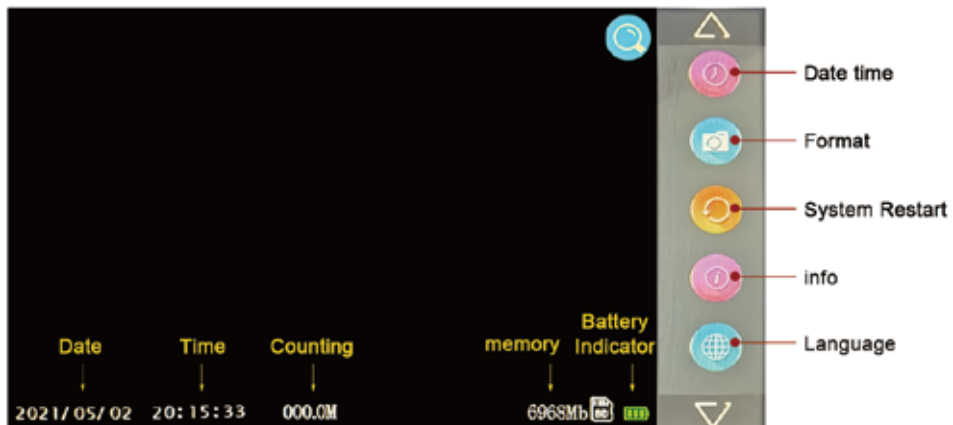 Date time
Format
System Restart
info
Language
Battery
Date Time Counting memory Indicator
2021/05/02 20:15:33 000.0M 6968Mb